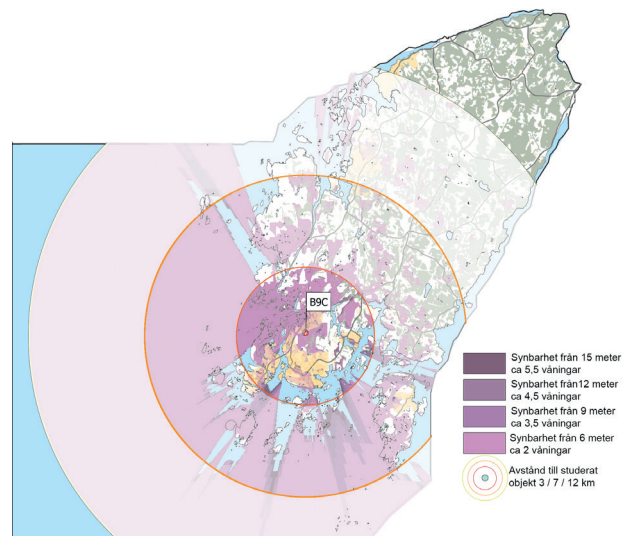 B9C
Synbarhet från 15 meter
ca 5,5 våningar
Synbarhet från12 meter
ca 4,5 våningar
Synbarhet från 9 meter
ca 3,5 våningar
Synbarhet från 6 meter
ca 2 våningar
Avstånd till studerat
objekt 3 / 7 / 12 km